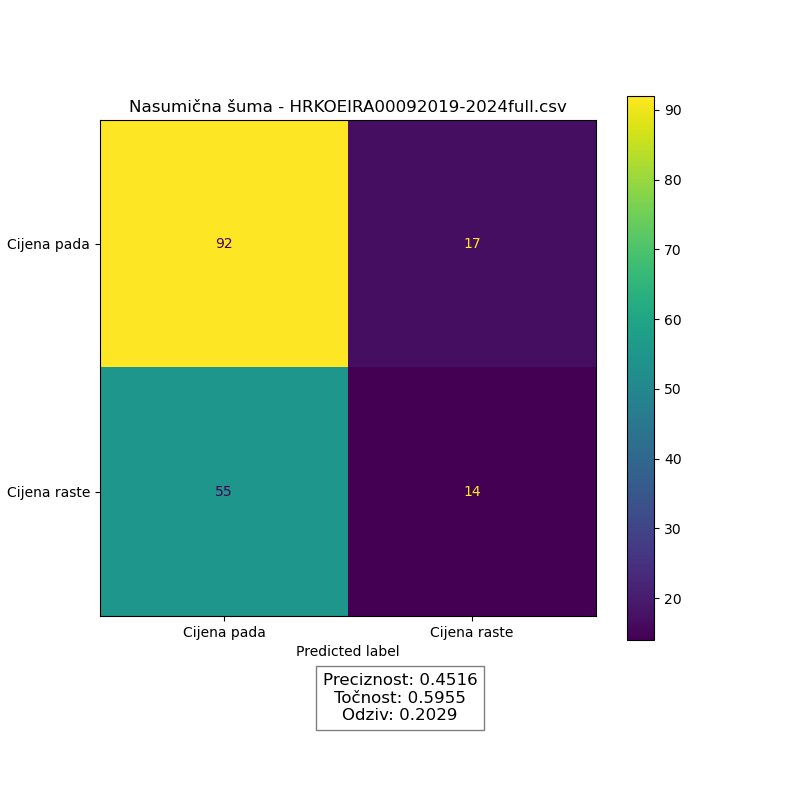 Nasumična šuma - HRKOEIRA00092019-2024full.csv
90
80
70
60
50
40
30
20
Cijena pada
92
17
Cijena raste
55
14
Cijena pada
Cijena raste
Predicted label
Preciznost: 0.4516
Točnost: 0.5955
Odziv: 0.2029